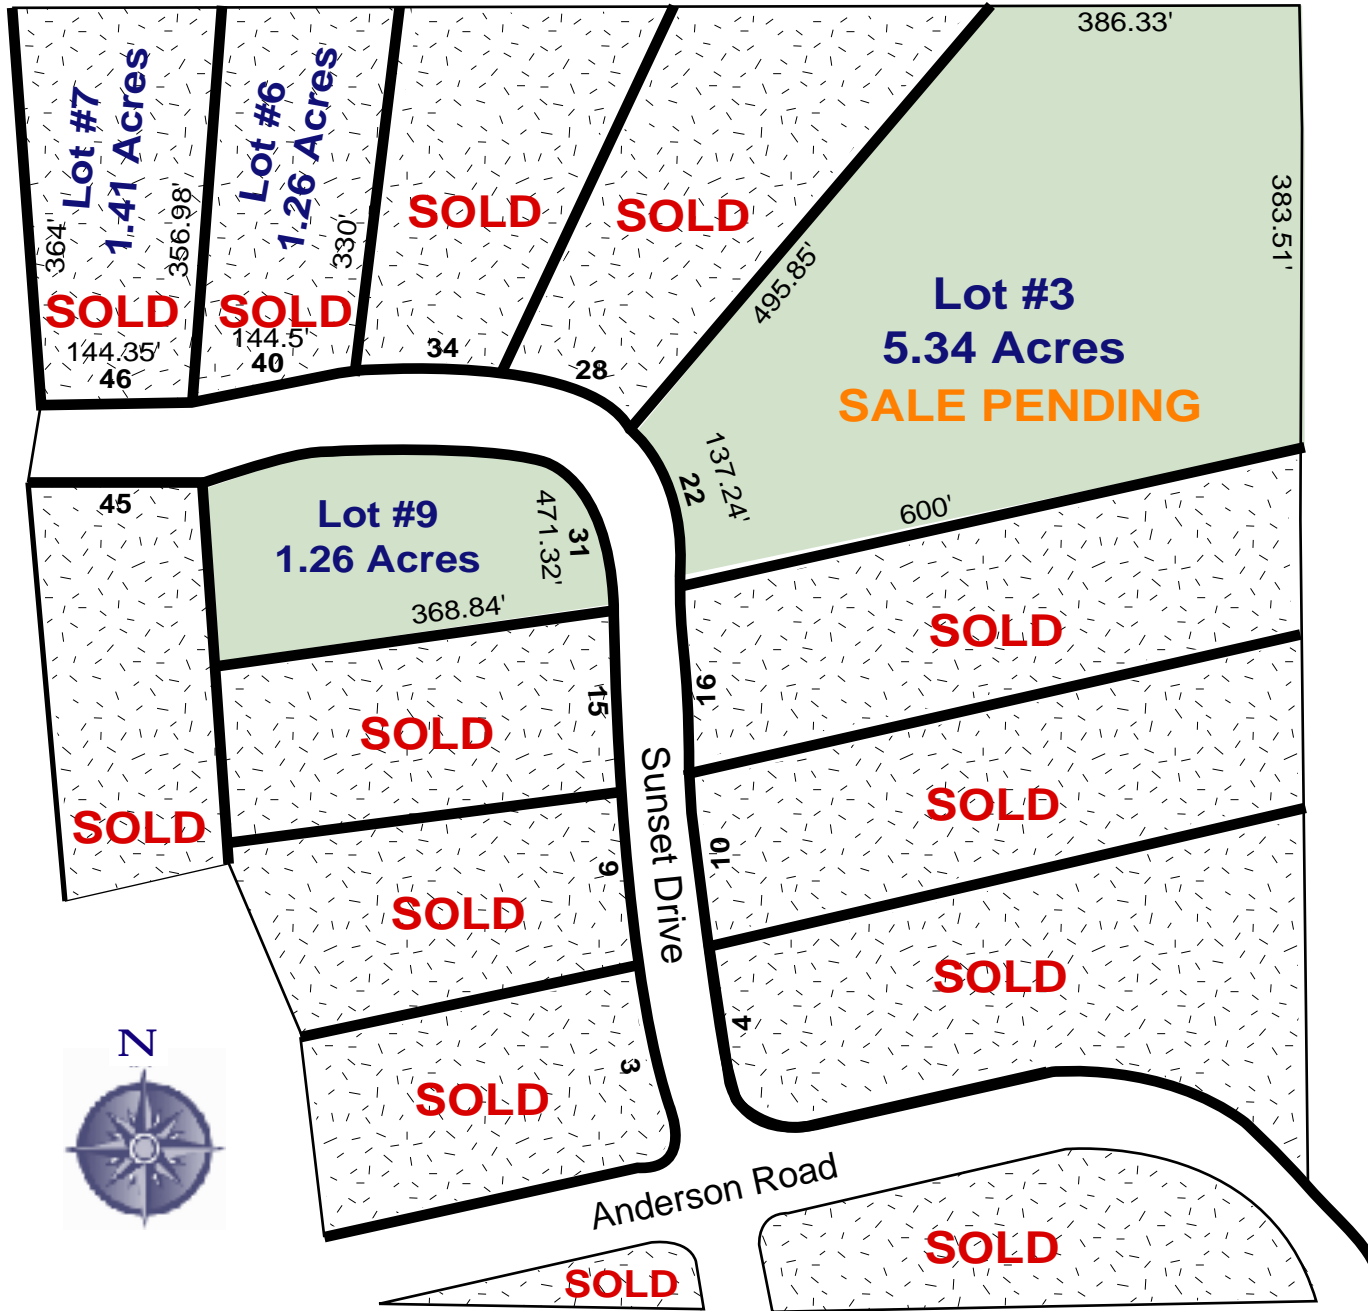 386.33'
Lot #7
1.41 Acres
364'
356.98'
SOLD
144.35'
46
Lot #6
1.26 Acres
330'
SOLD
144.5'
40
SOLD
34
SOLD
28
495.85'
383.51'
Lot #3
5.34 Acres
SALE PENDING
137.24'
22
600'
45
SOLD
Lot #9
1.26 Acres
471.32'
31
368.84'
SOLD
15
16
SOLD
Sunset Drive
SOLD
10
SOLD
9
SOLD
4
SOLD
3
N
Anderson Road
SOLD
SOLD